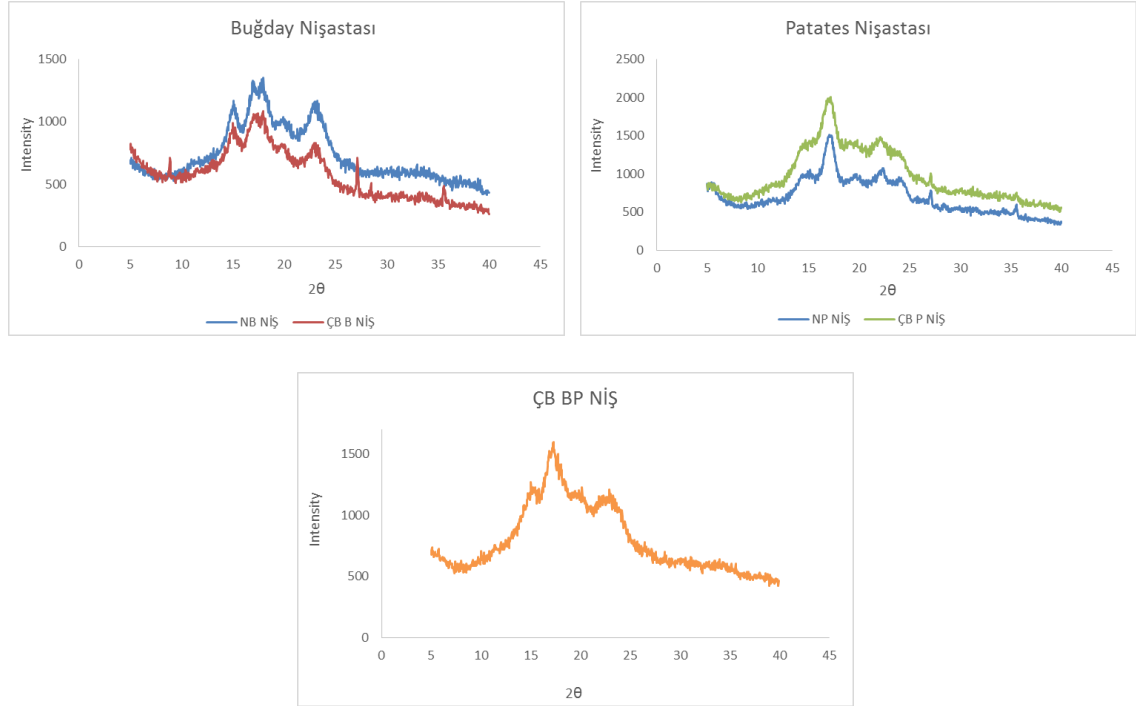 Buğday Nişastası
1500
1000
500
0
Intensity
0 5 10 15 20 25 30 35 40 45
2θ
NB NİŞ ÇB B NİŞ
Patates Nişastası
2500
2000
1500
1000
500
0
Intensity
0 5 10 15 20 25 30 35 40 45
2θ
NP NİŞ ÇB P NİŞ
ÇB BP NİŞ
1500
1000
500
0
Intensity
0 5 10 15 20 25 30 35 40 45
2θ